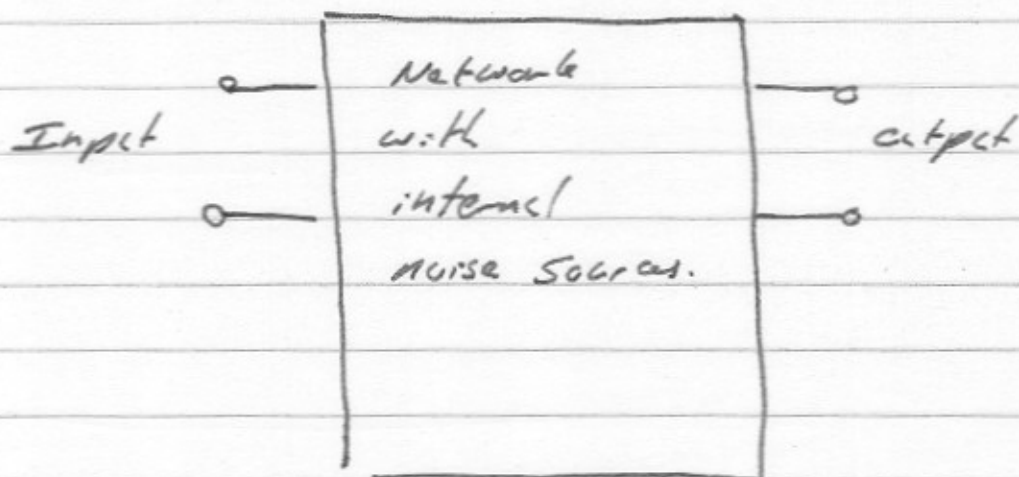 Network
Input with output
internal
noise sources.